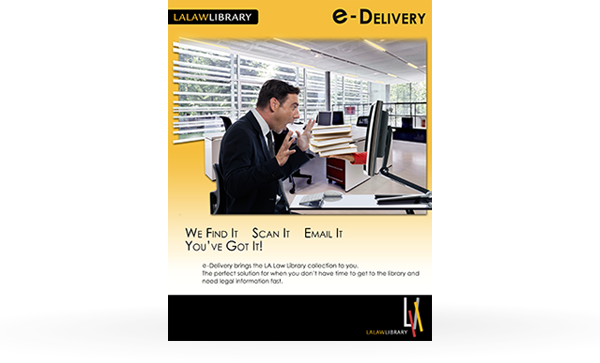 LALAWLIBRARY
e-Delivery
We Find It Scan It Email It
You've Got It!
e-Delivery brings the LA Law Library collection to you.
The perfect solution for when you don't have time to get to the library and
need legal information fast.
LA
LALAWLIBRARY